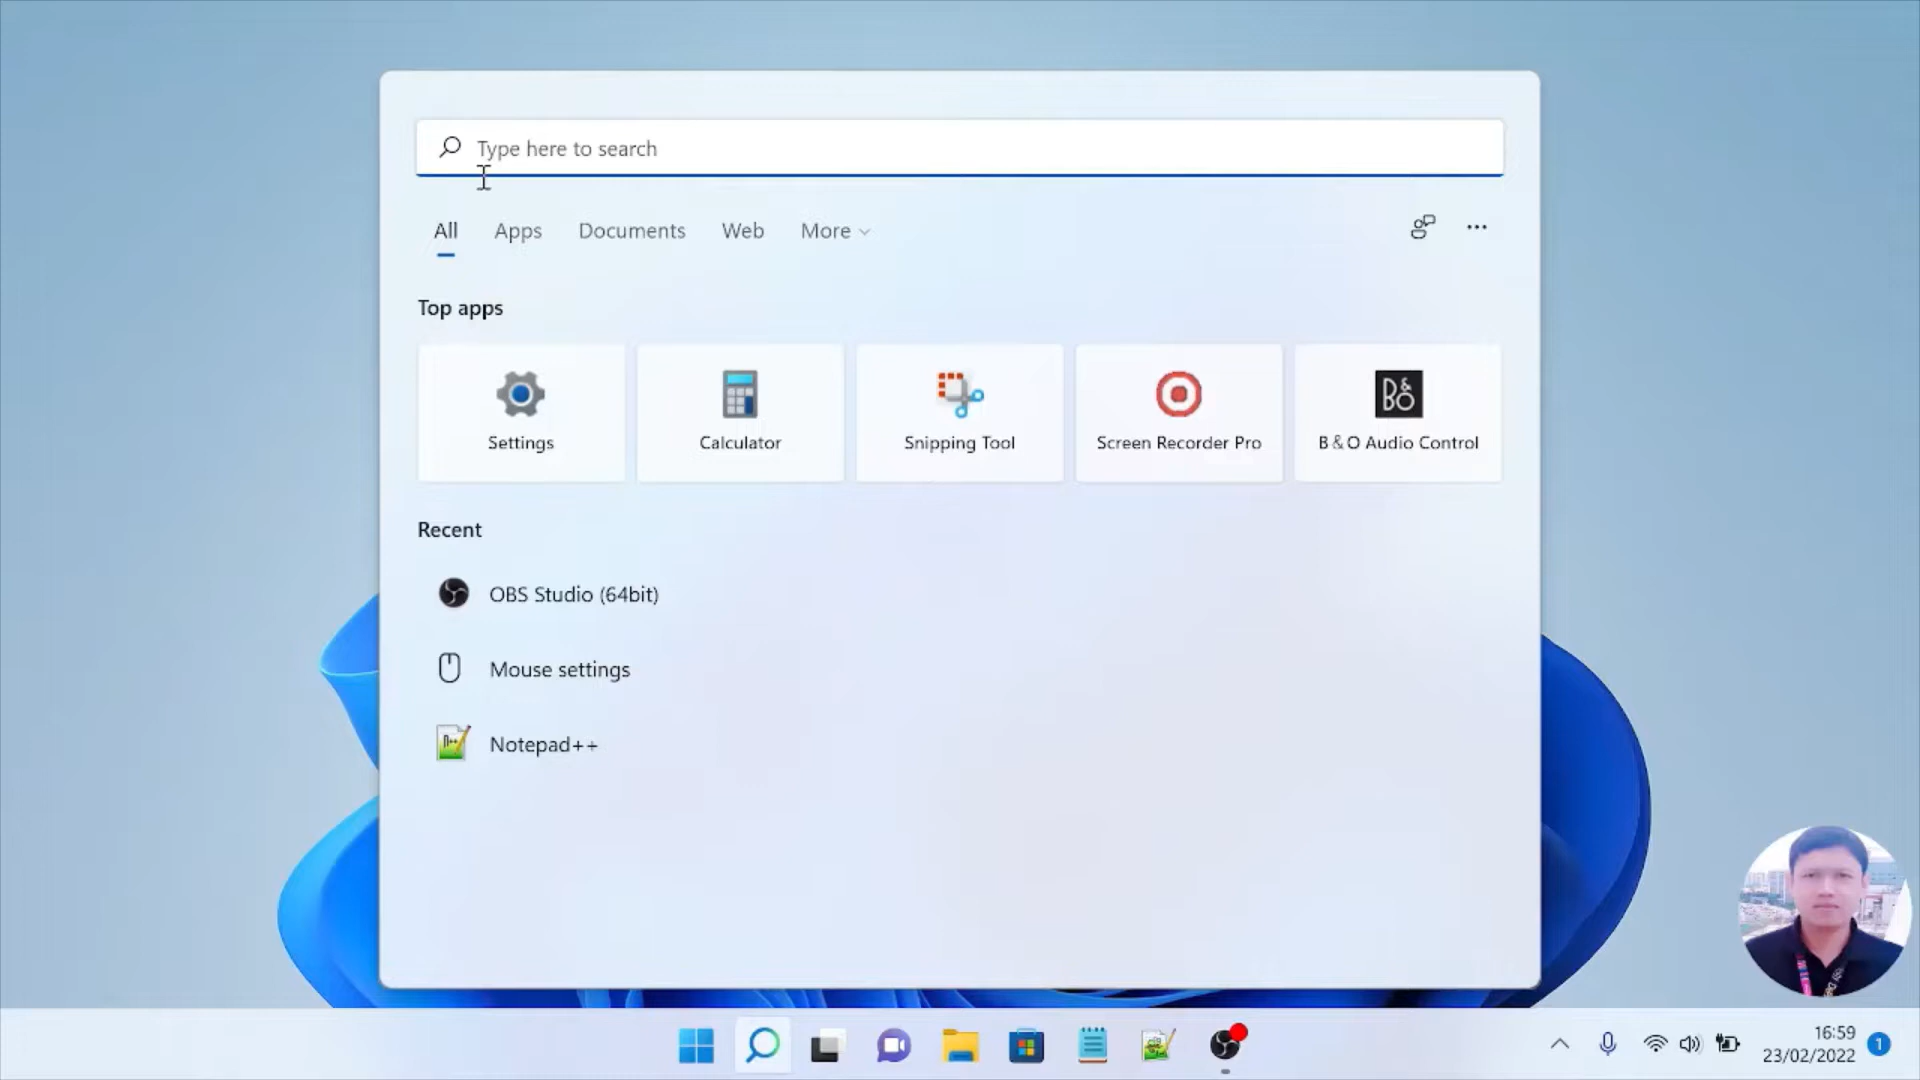 Type here to search
All Apps Documents Web More
Top apps
Settings Calculator Snipping Tool Screen Recorder Pro B&O Audio Control
Recent
OBS Studio (64bit)
Mouse settings
Notepad++
16:59
23/02/2022 1